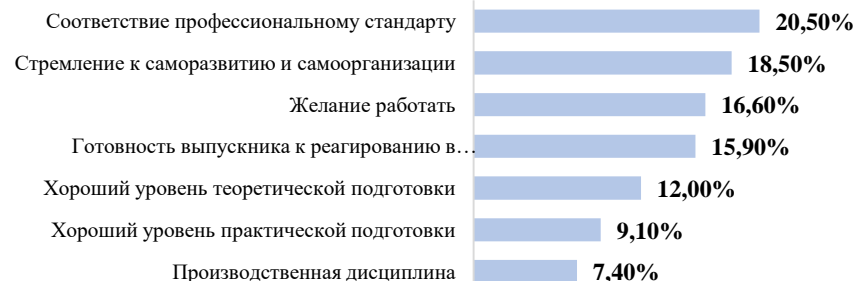 Соответствие профессиональному стандарту 20,50%
Стремление к саморазвитию и самоорганизации 18,50%
Желание работать 16,60%
Готовность выпускника к реагированию в… 15,90%
Хороший уровень теоретической подготовки 12,00%
Хороший уровень практической подготовки 9,10%
Производственная дисциплина 7,40%